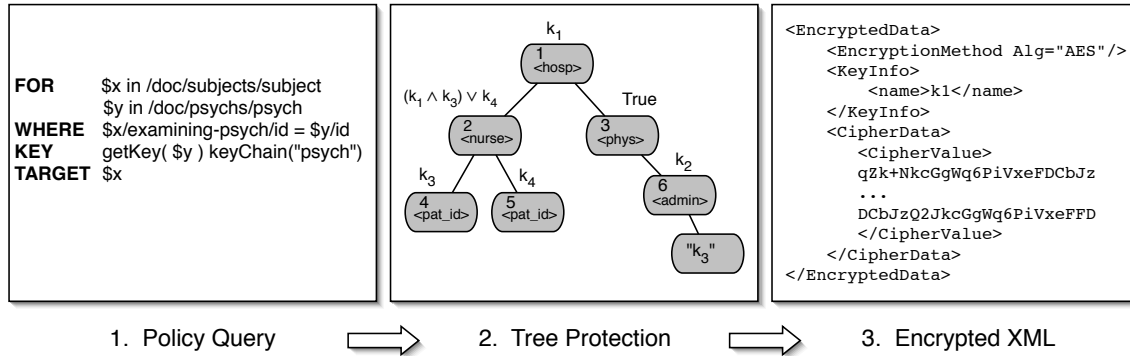 FOR $x in /doc/subjects/subject
$y in /doc/psychs/psych
WHERE $x/examining-psych/id = $y/id
KEY getKey( $y ) keyChain("psych")
TARGET $x
k1
1
<hosp>
(k1 ∧ k3) ∨ k4
True
2
<nurse>
3
<phys>
k3
k4
k2
4
<pat_id>
5
<pat_id>
6
<admin>
"k3"
<EncryptedData>
<EncryptionMethod Alg="AES"/>
<KeyInfo>
<name>k1</name>
</KeyInfo>
<CipherData>
<CipherValue>
qZk+NkcGgWq6PiVxeFDCbJz
...
DCbJzQ2JkcGgWq6PiVxeFFD
</CipherValue>
</CipherData>
</EncryptedData>
1. Policy Query
2. Tree Protection
3. Encrypted XML